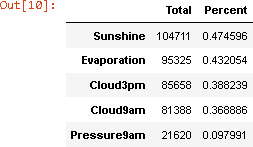 Out[10]:
Total Percent
Sunshine 104711 0.474596
Evaporation 95325 0.432054
Cloud3pm 85658 0.388239
Cloud9am 81388 0.368886
Pressure9am 21620 0.097991